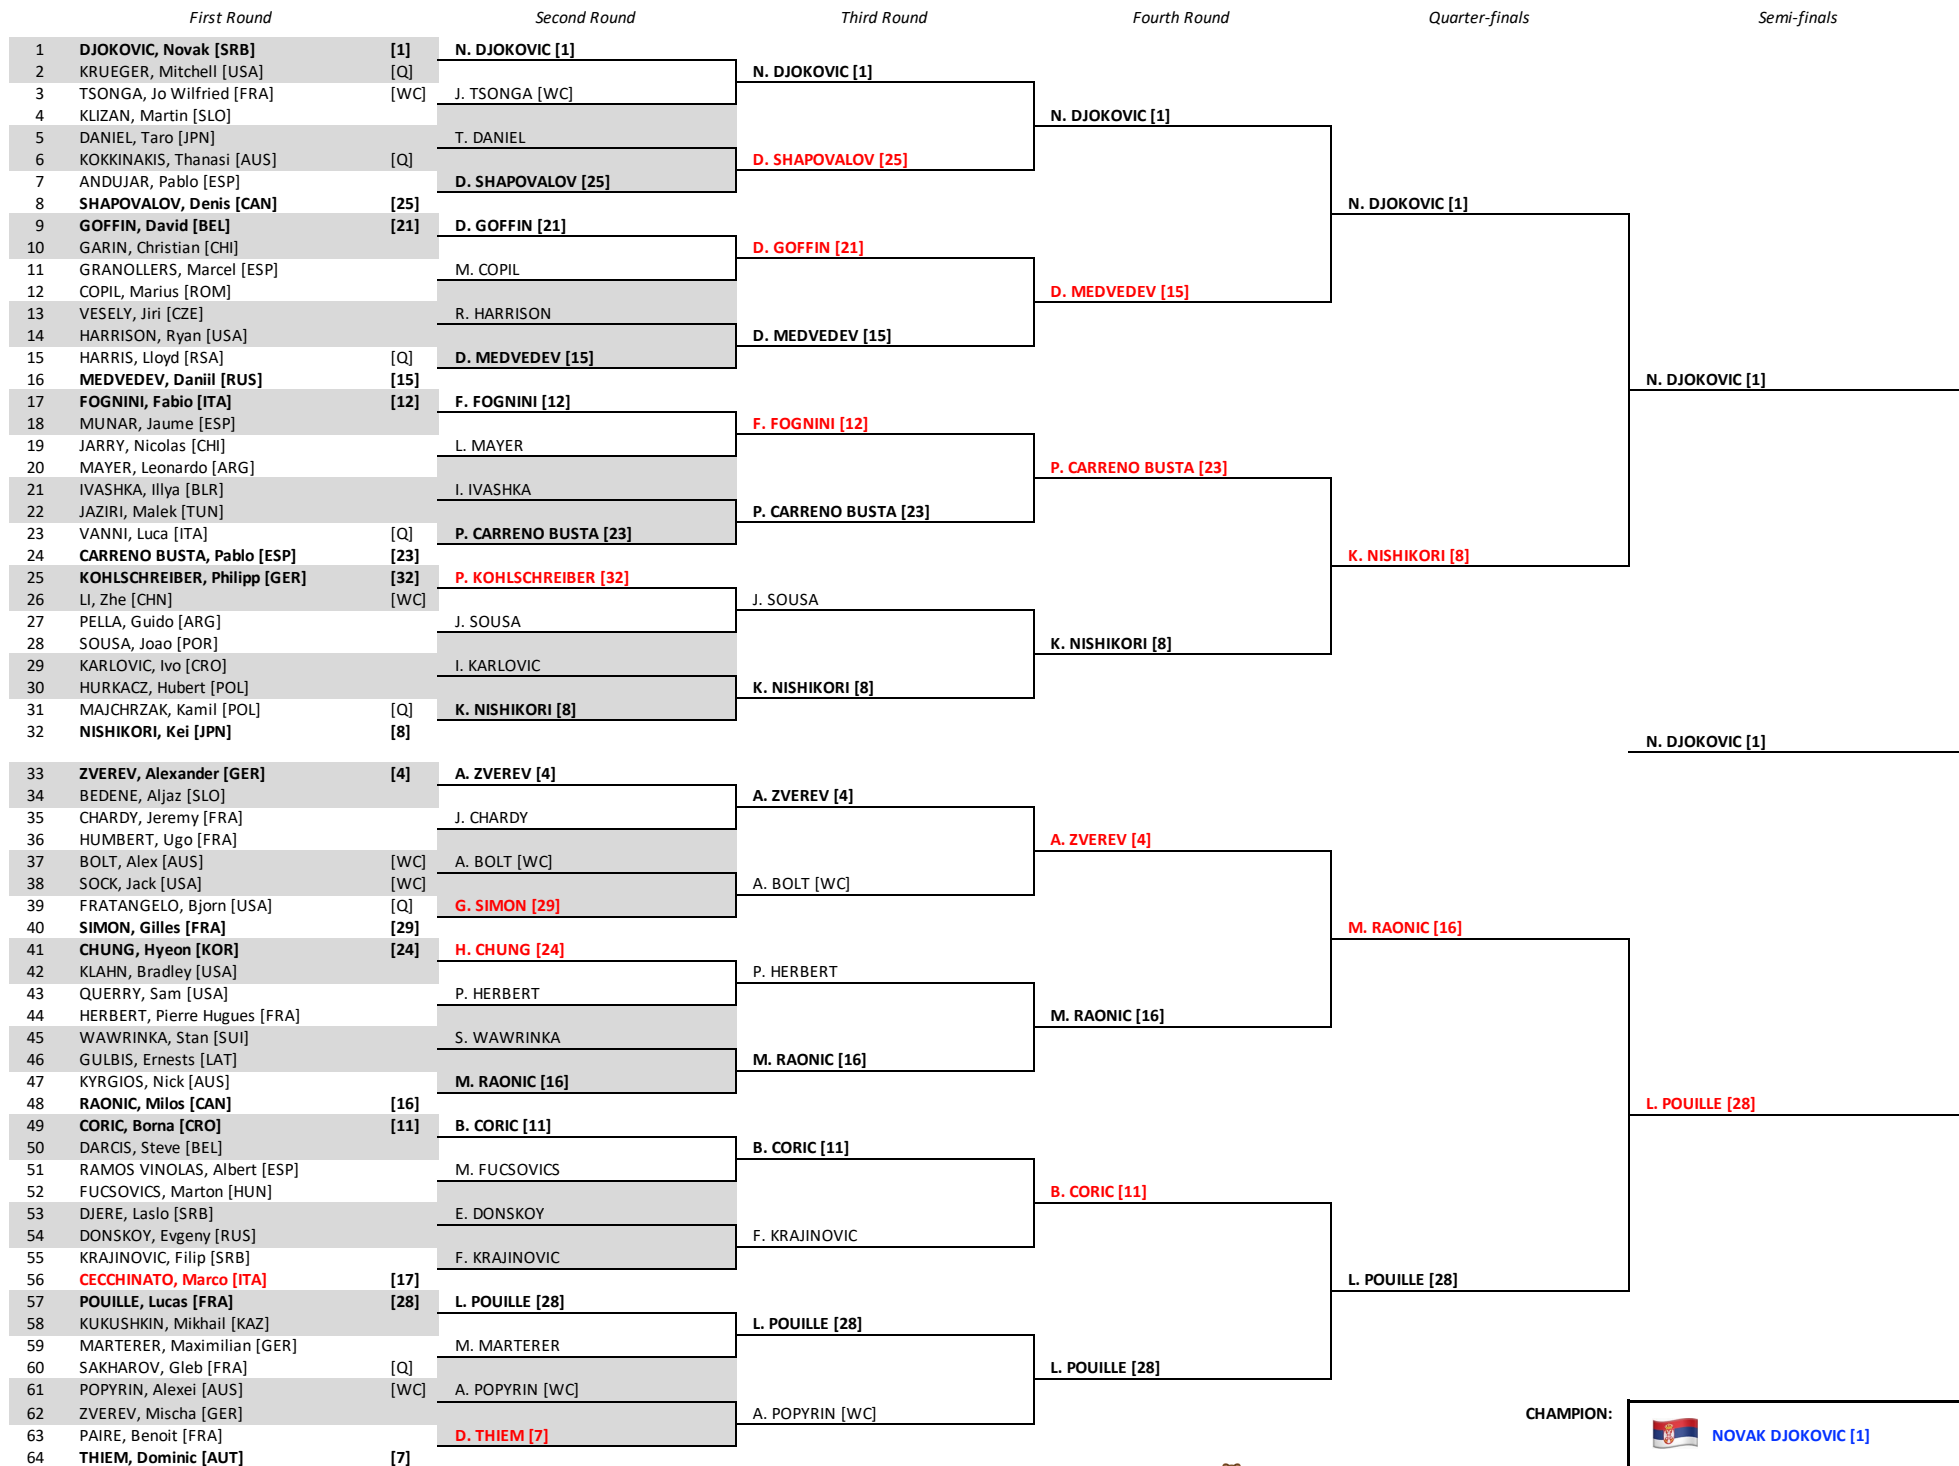 First Round Second Round Third Round Fourth Round Quarter-finals Semi-finals
1 DJOKOVIC, Novak [SRB] [1] N. DJOKOVIC [1]
2 KRUEGER, Mitchell [USA] [Q] N. DJOKOVIC [1]
3 TSONGA, Jo Wilfried [FRA] [WC] J. TSONGA [WC]
4 KLIZAN, Martin [SLO] N. DJOKOVIC [1]
5 DANIEL, Taro [JPN] T. DANIEL
6 KOKKINAKIS, Thanasi [AUS] [Q] D. SHAPOVALOV [25]
7 ANDUJAR, Pablo [ESP] D. SHAPOVALOV [25]
8 SHAPOVALOV, Denis [CAN] [25] N. DJOKOVIC [1]
9 GOFFIN, David [BEL] [21] D. GOFFIN [21]
10 GARIN, Christian [CHI] D. GOFFIN [21]
11 GRANOLLERS, Marcel [ESP] M. COPIL
12 COPIL, Marius [ROM] D. MEDVEDEV [15]
13 VESELY, Jiri [CZE] R. HARRISON
14 HARRISON, Ryan [USA] D. MEDVEDEV [15]
15 HARRIS, Lloyd [RSA] [Q] D. MEDVEDEV [15]
16 MEDVEDEV, Daniil [RUS] [15] N. DJOKOVIC [1]
17 FOGNINI, Fabio [ITA] [12] F. FOGNINI [12]
18 MUNAR, Jaume [ESP] F. FOGNINI [12]
19 JARRY, Nicolas [CHI] L. MAYER
20 MAYER, Leonardo [ARG] P. CARRENO BUSTA [23]
21 IVASHKA, Illya [BLR] I. IVASHKA
22 JAZIRI, Malek [TUN] P. CARRENO BUSTA [23]
23 VANNI, Luca [ITA] [Q] P. CARRENO BUSTA [23]
24 CARRENO BUSTA, Pablo [ESP] [23] K. NISHIKORI [8]
25 KOHLSCHREIBER, Philipp [GER] [32] P. KOHLSCHREIBER [32]
26 LI, Zhe [CHN] [WC] J. SOUSA
27 PELLA, Guido [ARG] J. SOUSA
28 SOUSA, Joao [POR] K. NISHIKORI [8]
29 KARLOVIC, Ivo [CRO] I. KARLOVIC
30 HURKACZ, Hubert [POL] K. NISHIKORI [8]
31 MAJCHRZAK, Kamil [POL] [Q] K. NISHIKORI [8]
32 NISHIKORI, Kei [JPN] [8]
N. DJOKOVIC [1]
33 ZVEREV, Alexander [GER] [4] A. ZVEREV [4]
34 BEDENE, Aljaz [SLO] A. ZVEREV [4]
35 CHARDY, Jeremy [FRA] J. CHARDY
36 HUMBERT, Ugo [FRA] A. ZVEREV [4]
37 BOLT, Alex [AUS] [WC] A. BOLT [WC]
38 SOCK, Jack [USA] [WC] A. BOLT [WC]
39 FRATANGELO, Bjorn [USA] [Q] G. SIMON [29]
40 SIMON, Gilles [FRA] [29] M. RAONIC [16]
41 CHUNG, Hyeon [KOR] [24] H. CHUNG [24]
42 KLAHN, Bradley [USA] P. HERBERT
43 QUERRY, Sam [USA] P. HERBERT
44 HERBERT, Pierre Hugues [FRA] M. RAONIC [16]
45 WAWRINKA, Stan [SUI] S. WAWRINKA
46 GULBIS, Ernests [LAT] M. RAONIC [16]
47 KYRGIOS, Nick [AUS] M. RAONIC [16]
48 RAONIC, Milos [CAN] [16] L. POUILLE [28]
49 CORIC, Borna [CRO] [11] B. CORIC [11]
50 DARCIS, Steve [BEL] B. CORIC [11]
51 RAMOS VINOLAS, Albert [ESP] M. FUCSOVICS
52 FUCSOVICS, Marton [HUN] B. CORIC [11]
53 DJERE, Laslo [SRB] E. DONSKOY
54 DONSKOY, Evgeny [RUS] F. KRAJINOVIC
55 KRAJINOVIC, Filip [SRB] F. KRAJINOVIC
56 CECCHINATO, Marco [ITA] [17] L. POUILLE [28]
57 POUILLE, Lucas [FRA] [28] L. POUILLE [28]
58 KUKUSHKIN, Mikhail [KAZ] L. POUILLE [28]
59 MARTERER, Maximilian [GER] M. MARTERER
60 SAKHAROV, Gleb [FRA] [Q] L. POUILLE [28]
61 POPYRIN, Alexei [AUS] [WC] A. POPYRIN [WC]
62 ZVEREV, Mischa [GER] A. POPYRIN [WC] CHAMPION:
63 PAIRE, Benoit [FRA] D. THIEM [7] NOVAK DJOKOVIC [1]
64 THIEM, Dominic [AUT] [7]